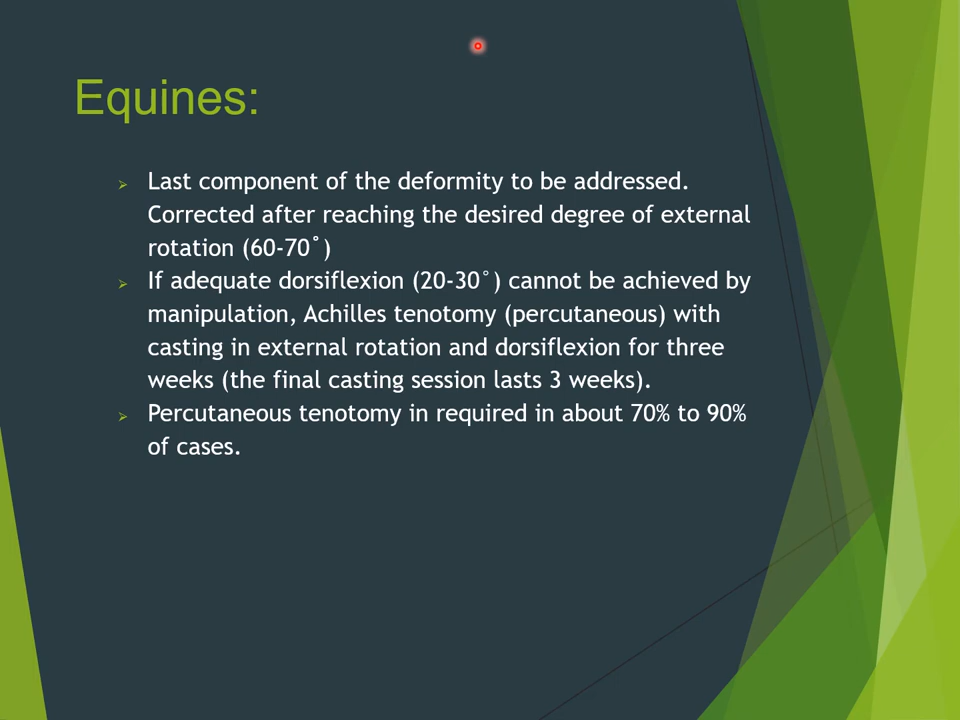 Equines:
Last component of the deformity to be addressed.
Corrected after reaching the desired degree of external
rotation (60-70˚)
If adequate dorsiflexion (20-30°) cannot be achieved by
manipulation, Achilles tenotomy (percutaneous) with
casting in external rotation and dorsiflexion for three
weeks (the final casting session lasts 3 weeks).
Percutaneous tenotomy in required in about 70% to 90%
of cases.